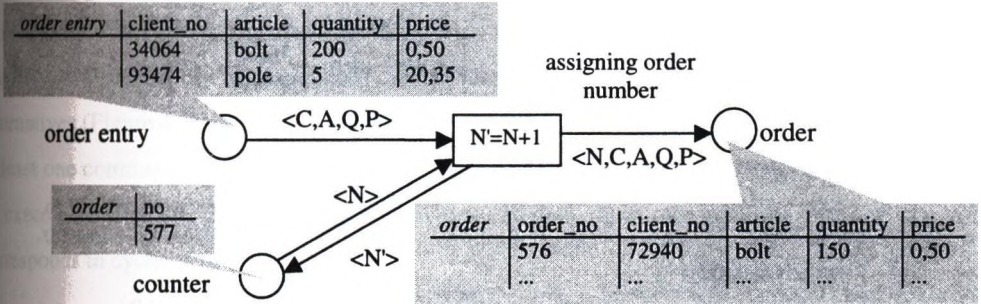 order entry client_no article quantity price
34064 bolt 200 0,50
93474 pole 5 20,35
assigning order
number
order entry
<C,A,Q,P>
N'=N+1
order
<N,C,A,Q,P>
<N>
order no
577
<N'>
counter
order order_no client_no article quantity price
576 72940 bolt 150 0,50
... ... ... ... ...